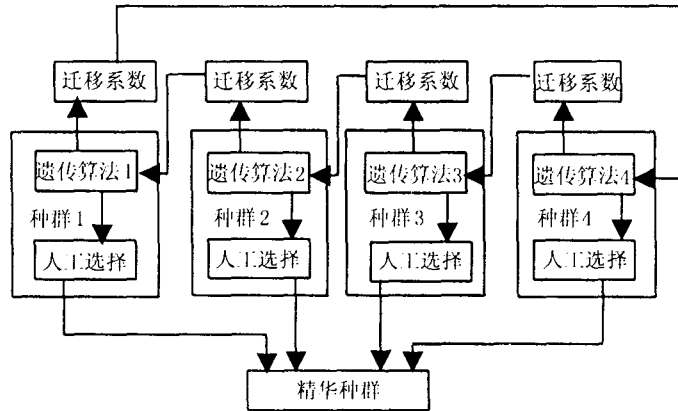 迁移系数 迁移系数 迁移系数 迁移系数
遗传算法1 遗传算法2 遗传算法3 遗传算法4
种群1 种群2 种群3 种群4
人工选择 人工选择 人工选择 人工选择
精华种群